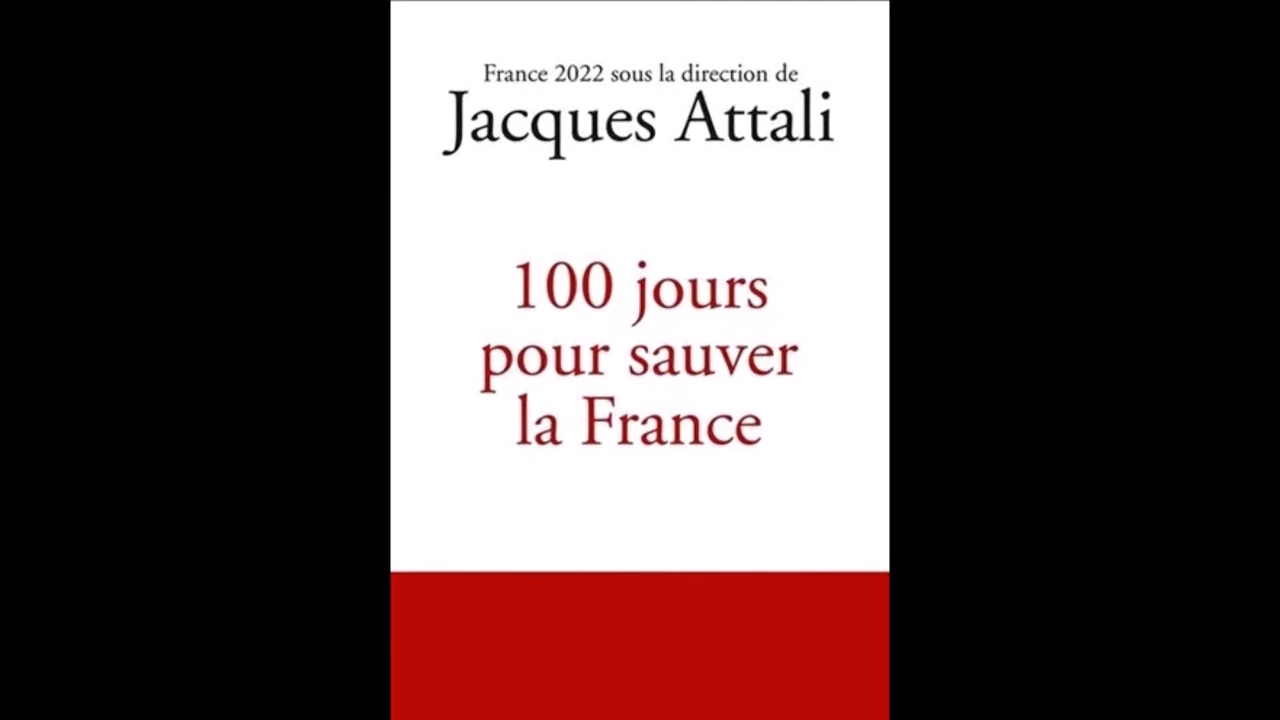 France 2022 sous la direction de
Jacques Attali
100 jours
pour sauver
la France